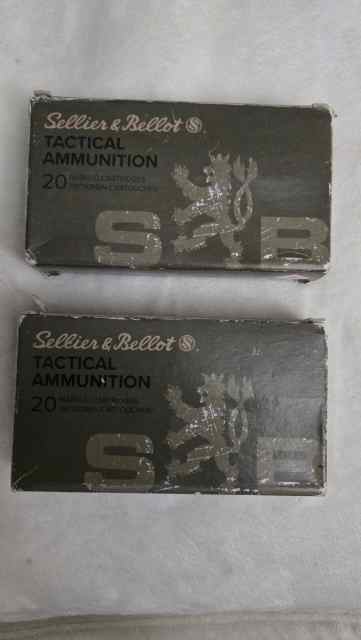 Sellier & Bellot S
TACTICAL
AMMUNITION
20
S B
Sellier & Bellot S
TACTICAL
AMMUNITION
20
S B